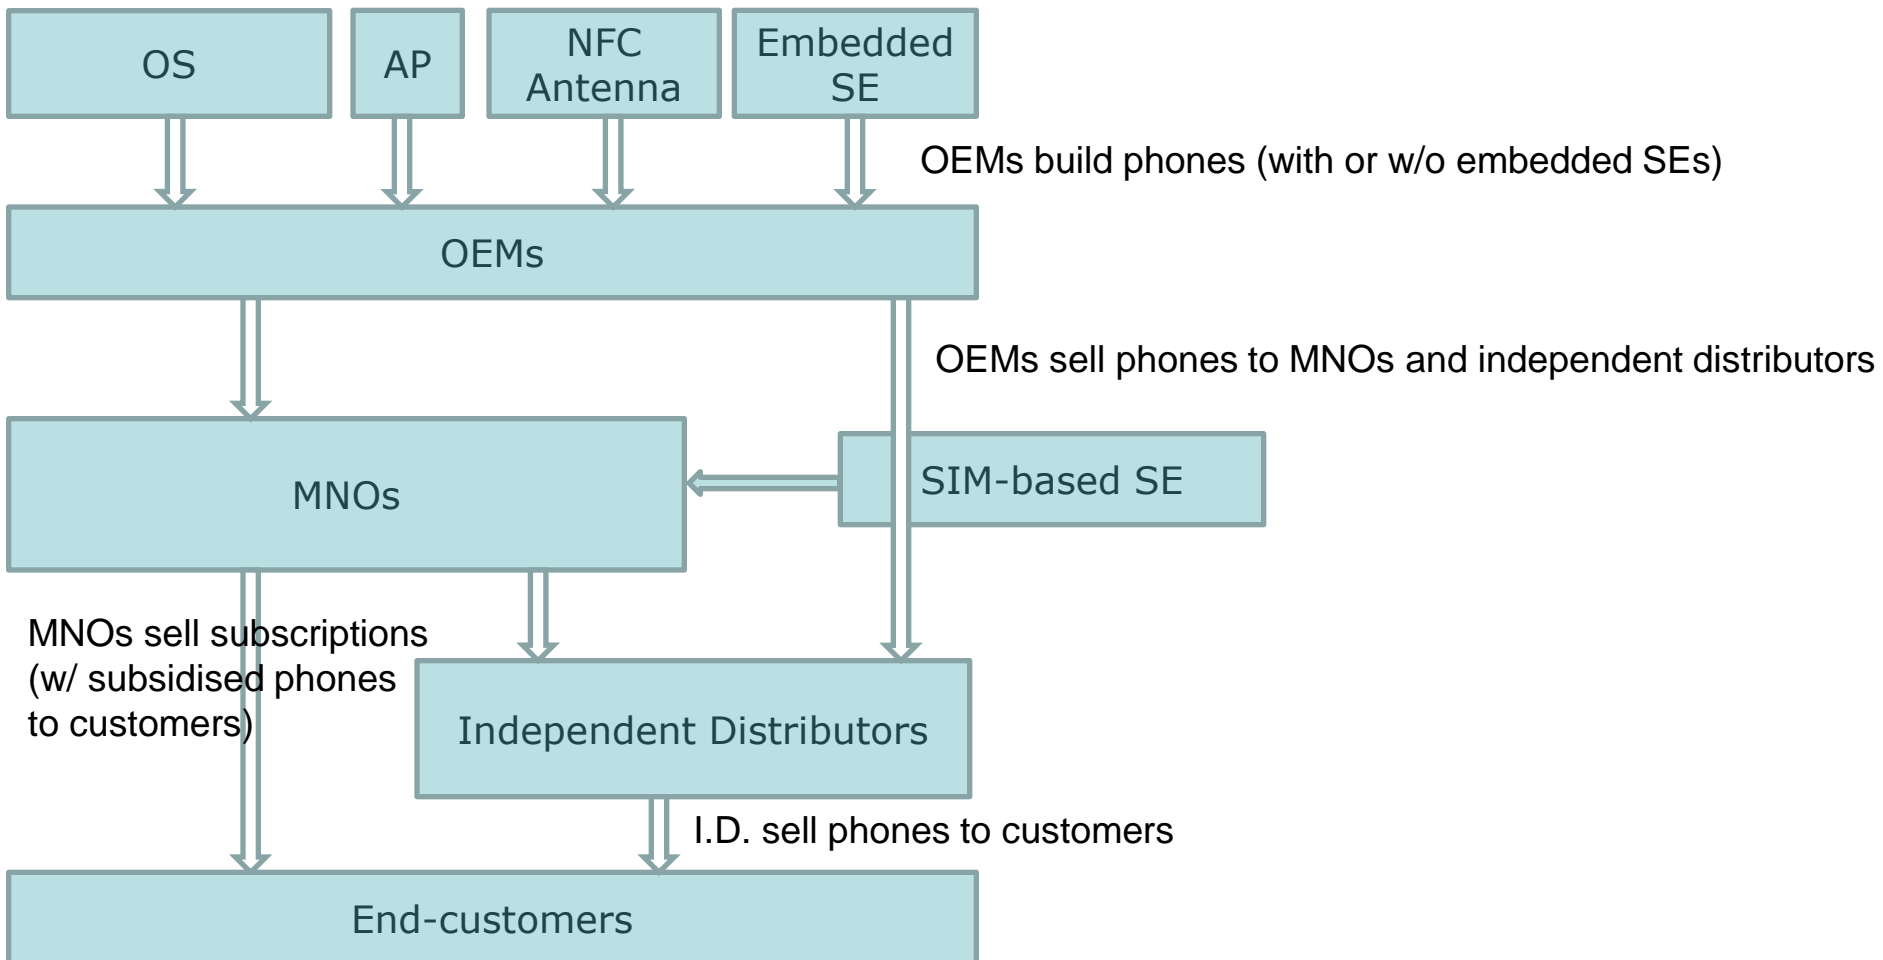 OS
AP
NFC
Antenna
Embedded
SE
OEMs build phones (with or w/o embedded SEs)
OEMs
OEMs sell phones to MNOs and independent distributors
MNOs
SIM-based SE
MNOs sell subscriptions
(w/ subsidised phones
to customers)
Independent Distributors
I.D. sell phones to customers
End-customers